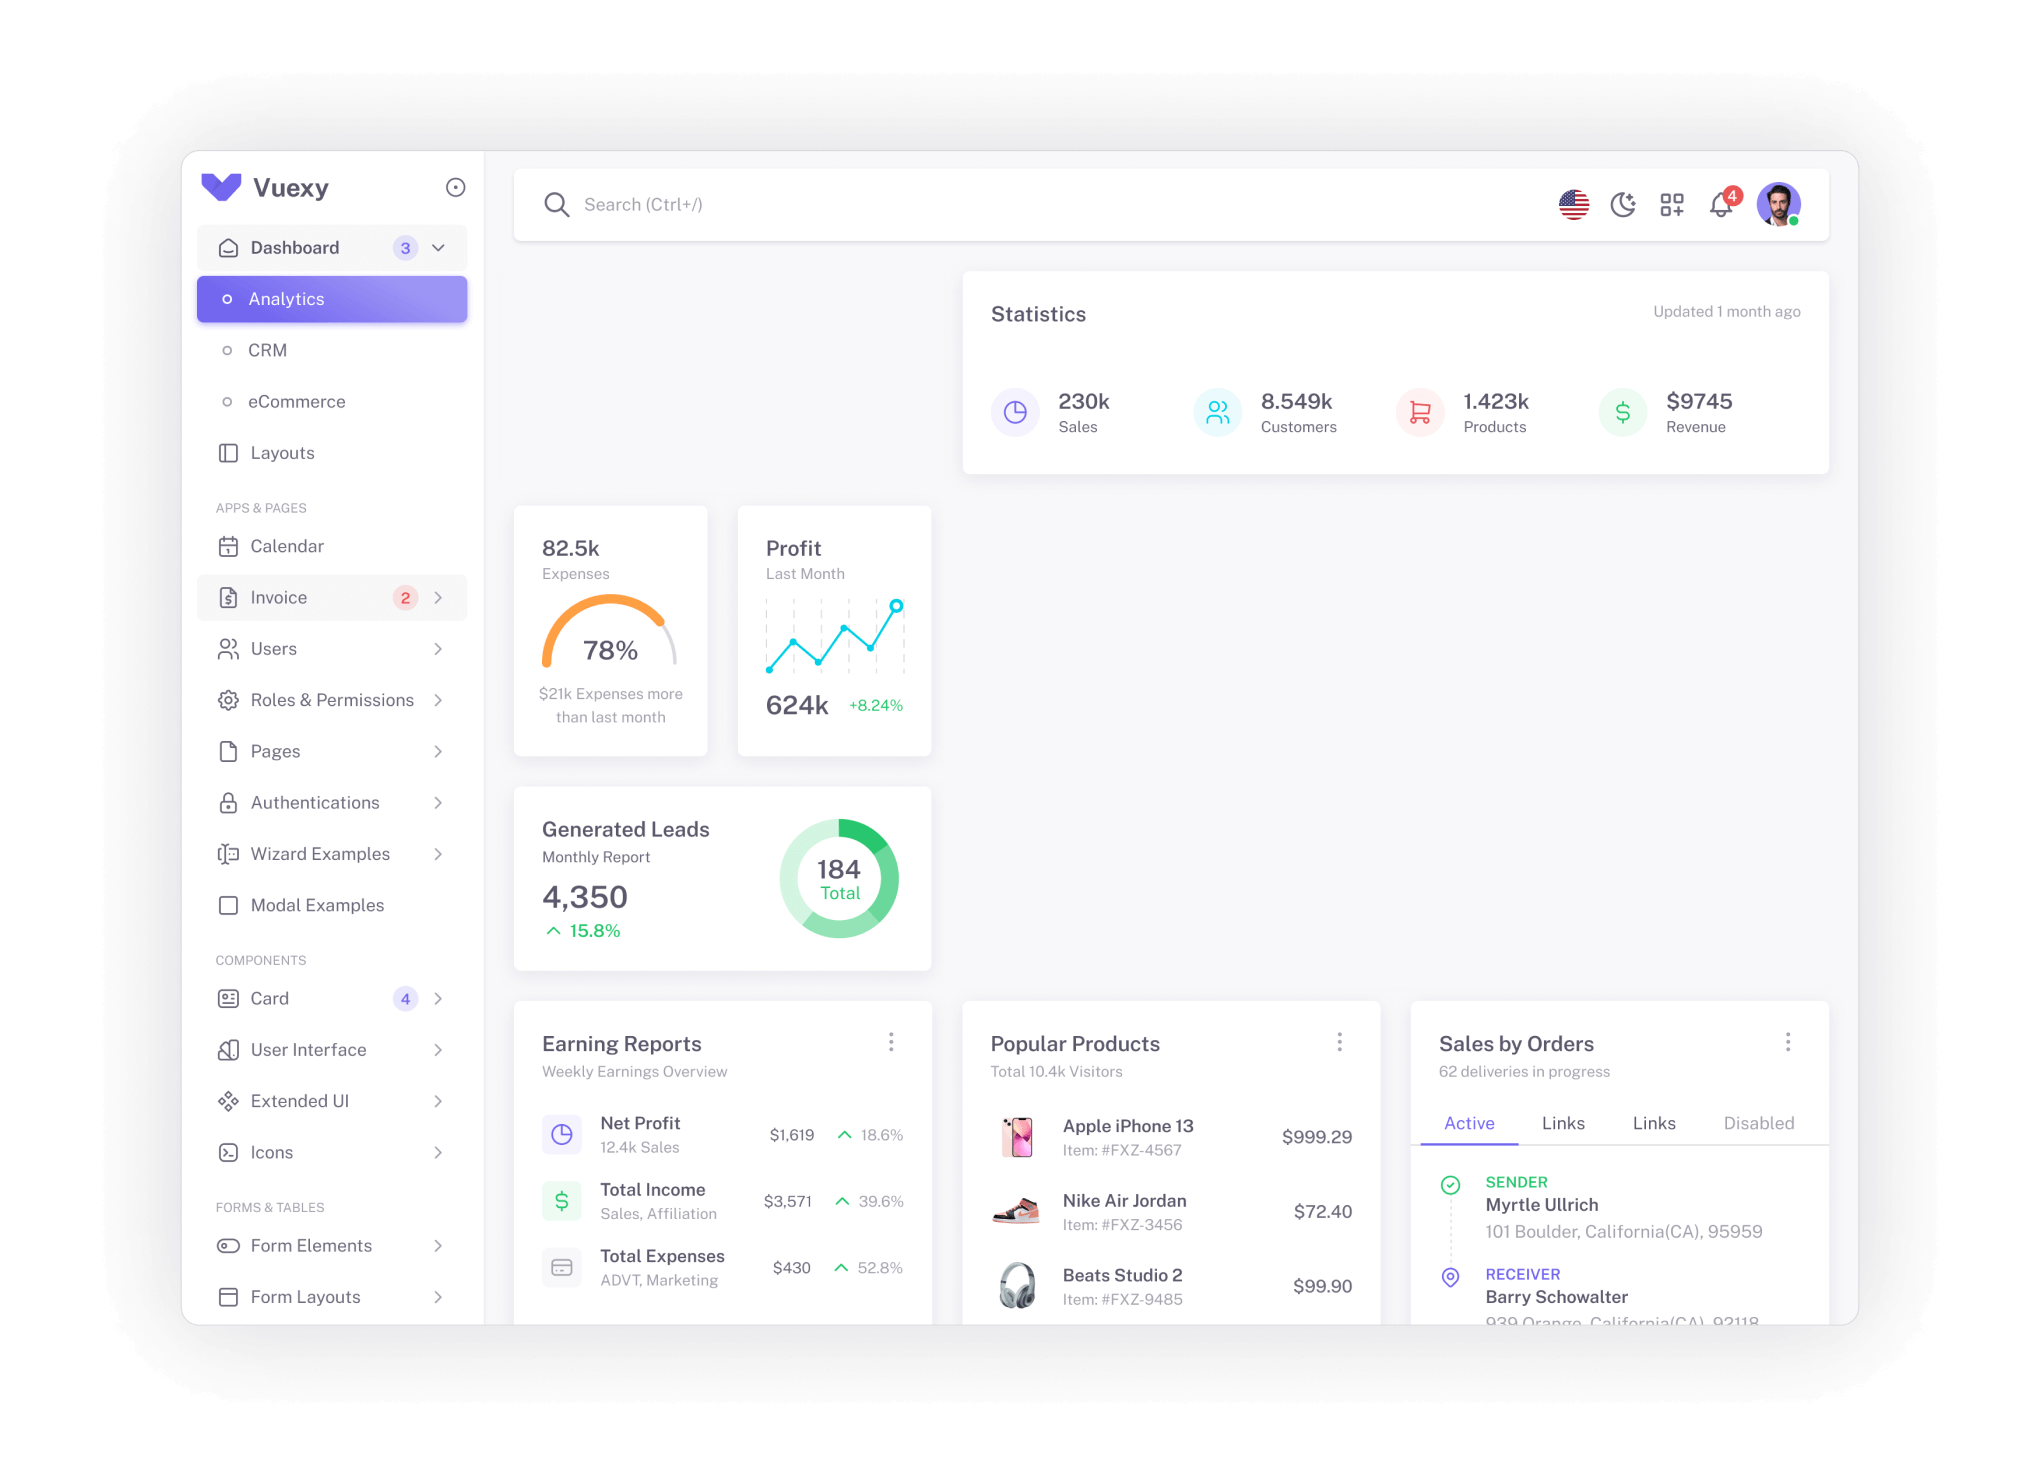 Vuexy
Dashboard 3
Analytics
CRM
eCommerce
Layouts
APPS & PAGES
Calendar
1
Invoice 2
Users
Roles & Permissions
Pages
Authentications
Wizard Examples
Modal Examples
COMPONENTS
Card 4
User Interface
Extended UI
Icons
FORMS & TABLES
Form Elements
Form Layouts
Search (Ctrl+/)
4
Statistics
Updated 1 month ago
230k
Sales
8.549k
Customers
1.423k
Products
$
$9745
Revenue
82.5k
Expenses
78%
$21k Expenses more
than last month
Profit
Last Month
624k +8.24%
Generated Leads
Monthly Report
4,350
15.8%
184
Total
Earning Reports
Weekly Earnings Overview
Net Profit
12.4k Sales
$1,619 18.6%
$
Total Income
Sales, Affiliation
$3,571 39.6%
Total Expenses
ADVT, Marketing
$430 52.8%
Popular Products
Total 10.4k Visitors
Apple iPhone 13
Item: #FXZ-4567
$999.29
Nike Air Jordan
Item: #FXZ-3456
$72.40
Beats Studio 2
Item: #FXZ-9485
$99.90
Sales by Orders
62 deliveries in progress
Active Links Links Disabled
SENDER
Myrtle Ullrich
101 Boulder, California(CA), 95959
RECEIVER
Barry Schowalter
939 Orange, California(CA), 92118